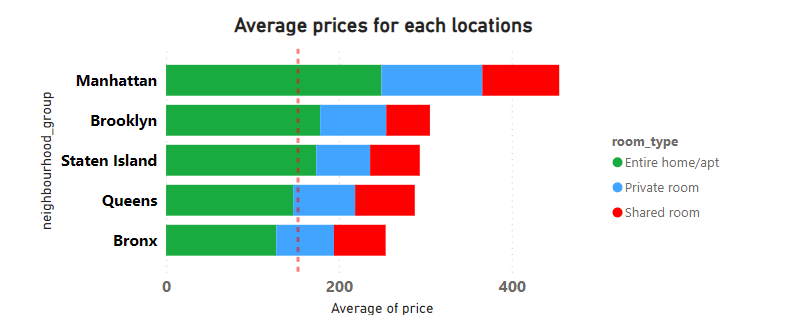 Average prices for each locations
neighbourhood_group
Manhattan
Brooklyn
Staten Island
Queens
Bronx
0 200 400
Average of price
room_type
Entire home/apt
Private room
Shared room